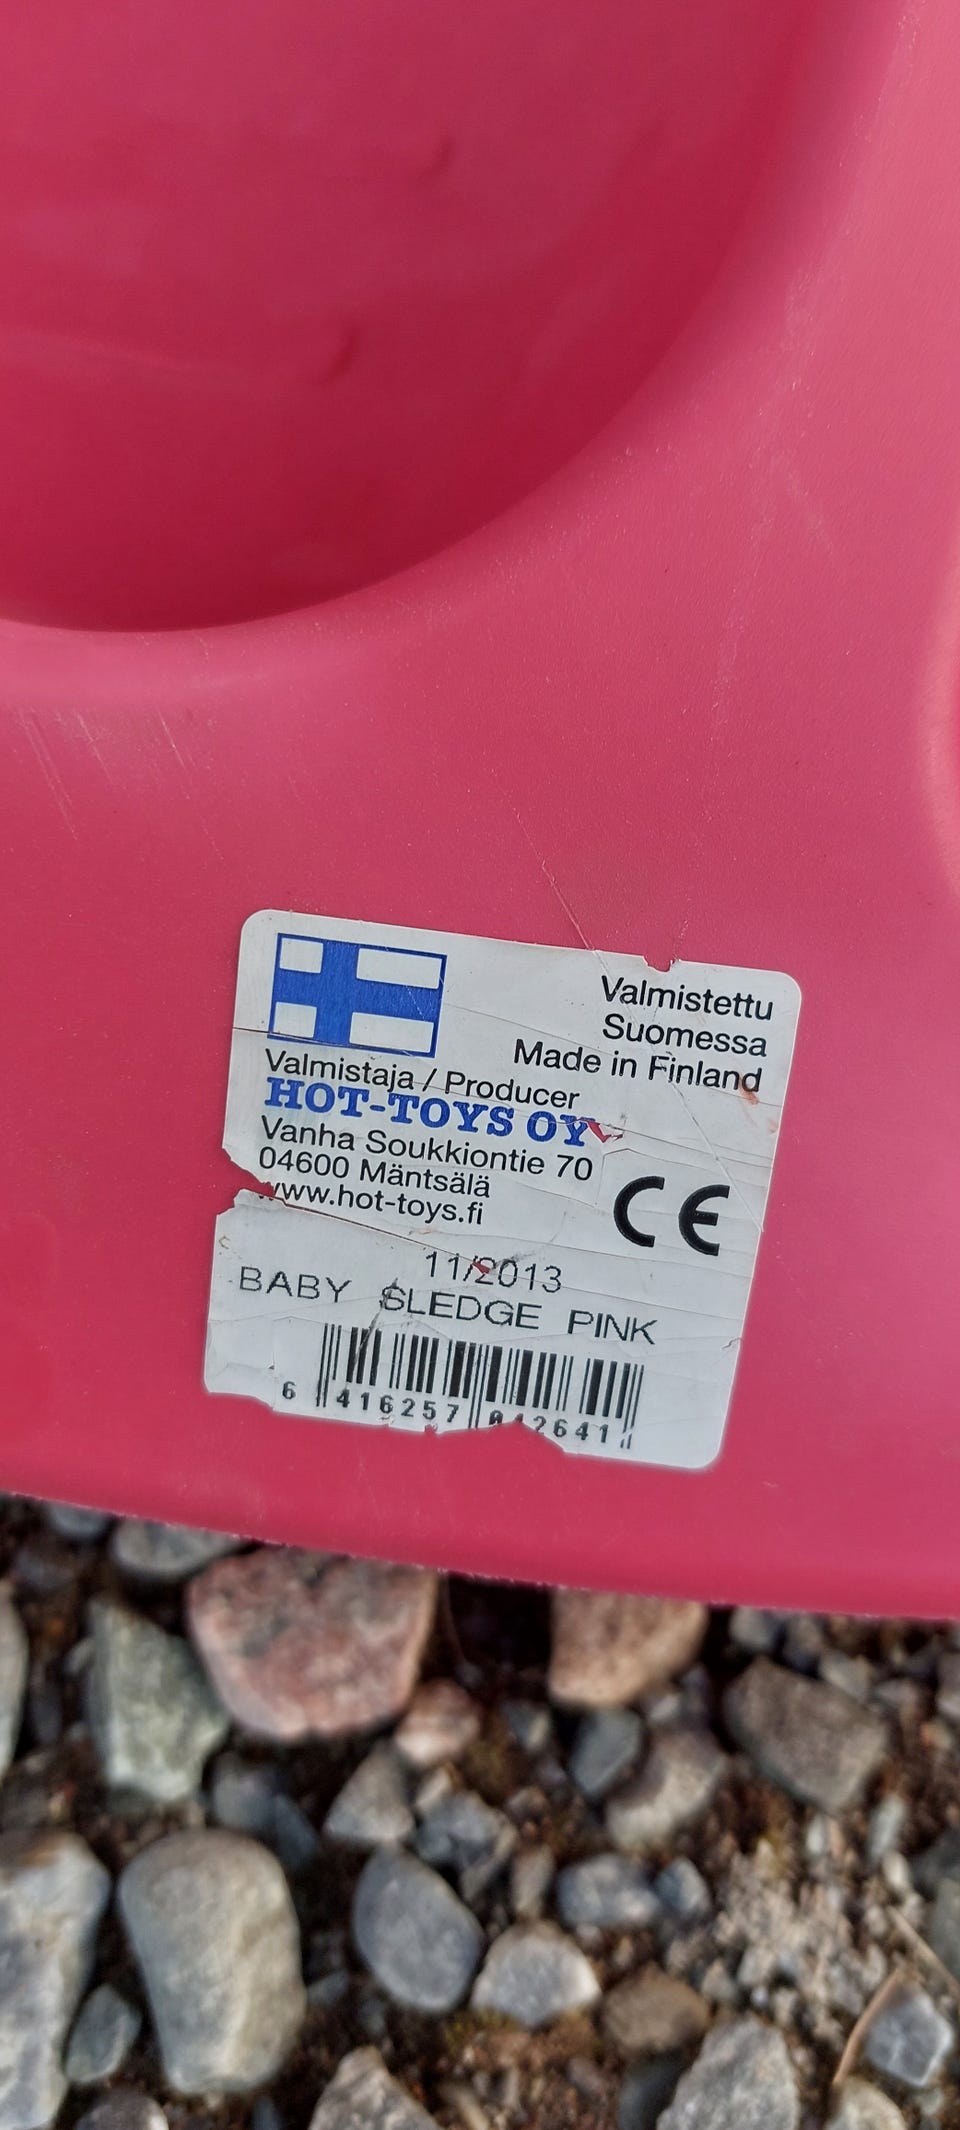 Valmistettu
Suomessa
Made in Finland
Valmistaja / Producer
HOT-TOYS OY
Vanha Soukkiontie 70
04600 Mäntsälä
www.hot-toys.fi
CE
11/2013
BABY SLEDGE PINK
6 416257 042641